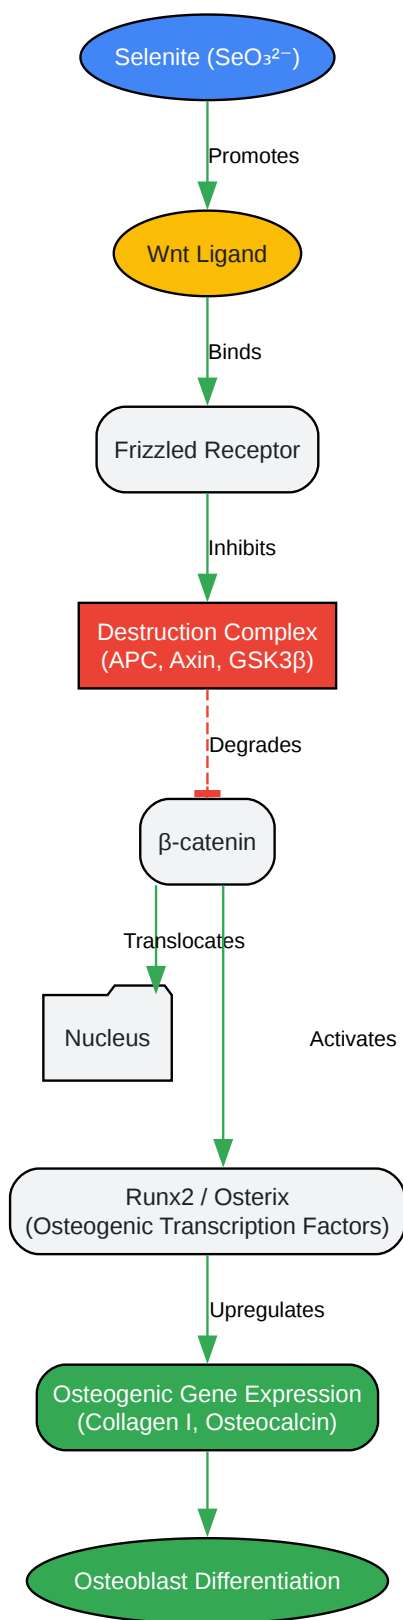 Selenite (SeO₃²⁻)
Promotes
Wnt Ligand
Binds
Frizzled Receptor
Inhibits
Destruction Complex
(APC, Axin, GSK3β)
Degrades
β-catenin
Translocates
Nucleus
Activates
Runx2 / Osterix
(Osteogenic Transcription Factors)
Upregulates
Osteogenic Gene Expression
(Collagen I, Osteocalcin)
Osteoblast Differentiation